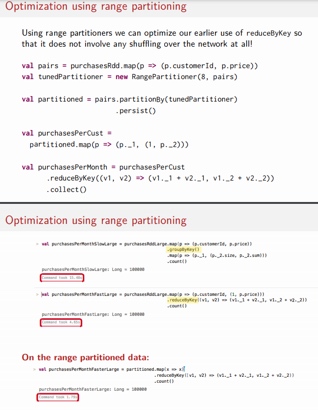 Optimization using range partitioning
Using range partitioners we can optimize our earlier use of reduceByKey so
that it does not involve any shuffling over the network at all!
val pairs = purchasesRdd.map(p => (p.customerId, p.price))
val tunedPartitioner = new RangePartitioner(8, pairs)
val partitioned = pairs.partitionBy(tunedPartitioner)
.persist()
val purchasesPerCust =
partitioned.map(p => (p._1, (1, p._2)))
val purchasesPerMonth = purchasesPerCust
.reduceByKey((v1, v2) => (v1._1 + v2._1, v1._2 + v2._2))
.collect()
Optimization using range partitioning
> val purchasesPerMonthSlowLarge = purchasesRddLarge.map(p => (p.customerId, p.price))
.groupByKey()
.map(p => (p._1, (p._2.size, p._2.sum)))
.count()
purchasesPerMonthSlowLarge: Long = 100000
Command took
> val purchasesPerMonthFastLarge = purchasesRddLarge.map(p => (p.customerId, (1, p.price)))
.reduceByKey((v1, v2) => (v1._1 + v2._1, v1._2 + v2._2))
.count()
purchasesPerMonthFastLarge: Long = 100000
Command took
On the range partitioned data:
> val purchasesPerMonthFasterLarge = partitioned.map(x => x)
.reduceByKey((v1, v2) => (v1._1 + v2._1, v1._2 + v2._2))
.count()
purchasesPerMonthFasterLarge: Long = 100000
Command took